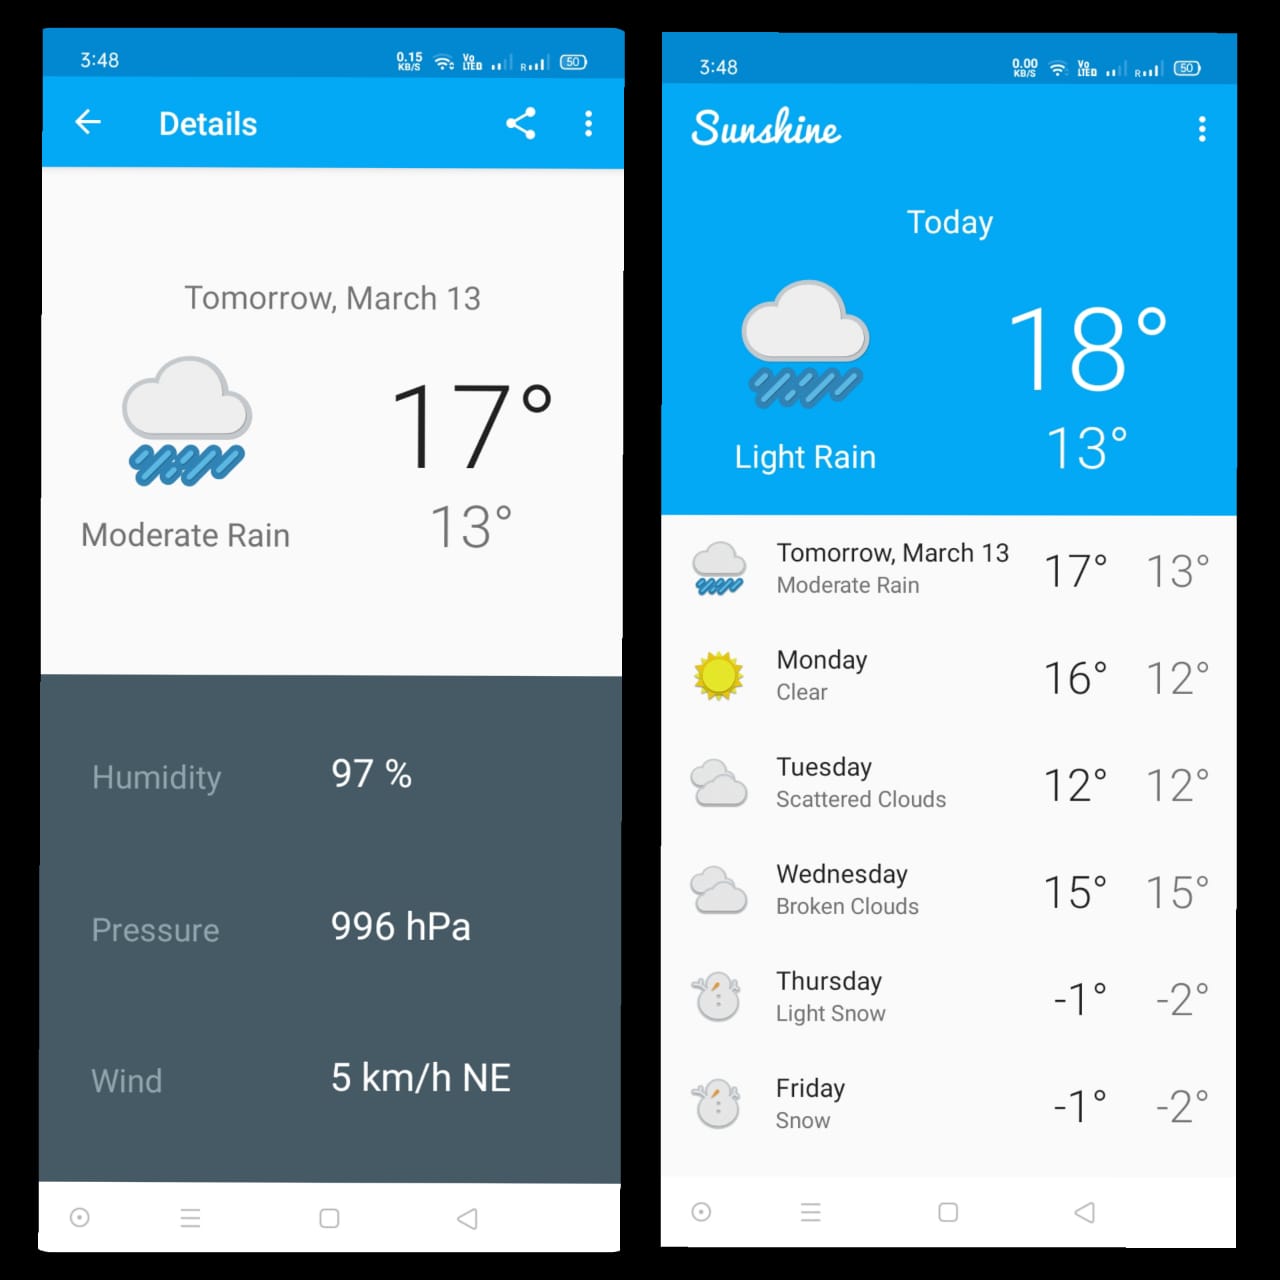 3:48
0.15 KB/S Vo LTED R 50
Details
Tomorrow, March 13
17°
13°
Moderate Rain
Humidity 97 %
Pressure 996 hPa
Wind 5 km/h NE
3:48
0.00 KB/S Vo LTED R 50
Sunshine
Today
18°
13°
Light Rain
Tomorrow, March 13
Moderate Rain
17° 13°
Monday
Clear
16° 12°
Tuesday
Scattered Clouds
12° 12°
Wednesday
Broken Clouds
15° 15°
Thursday
Light Snow
-1° -2°
Friday
Snow
-1° -2°